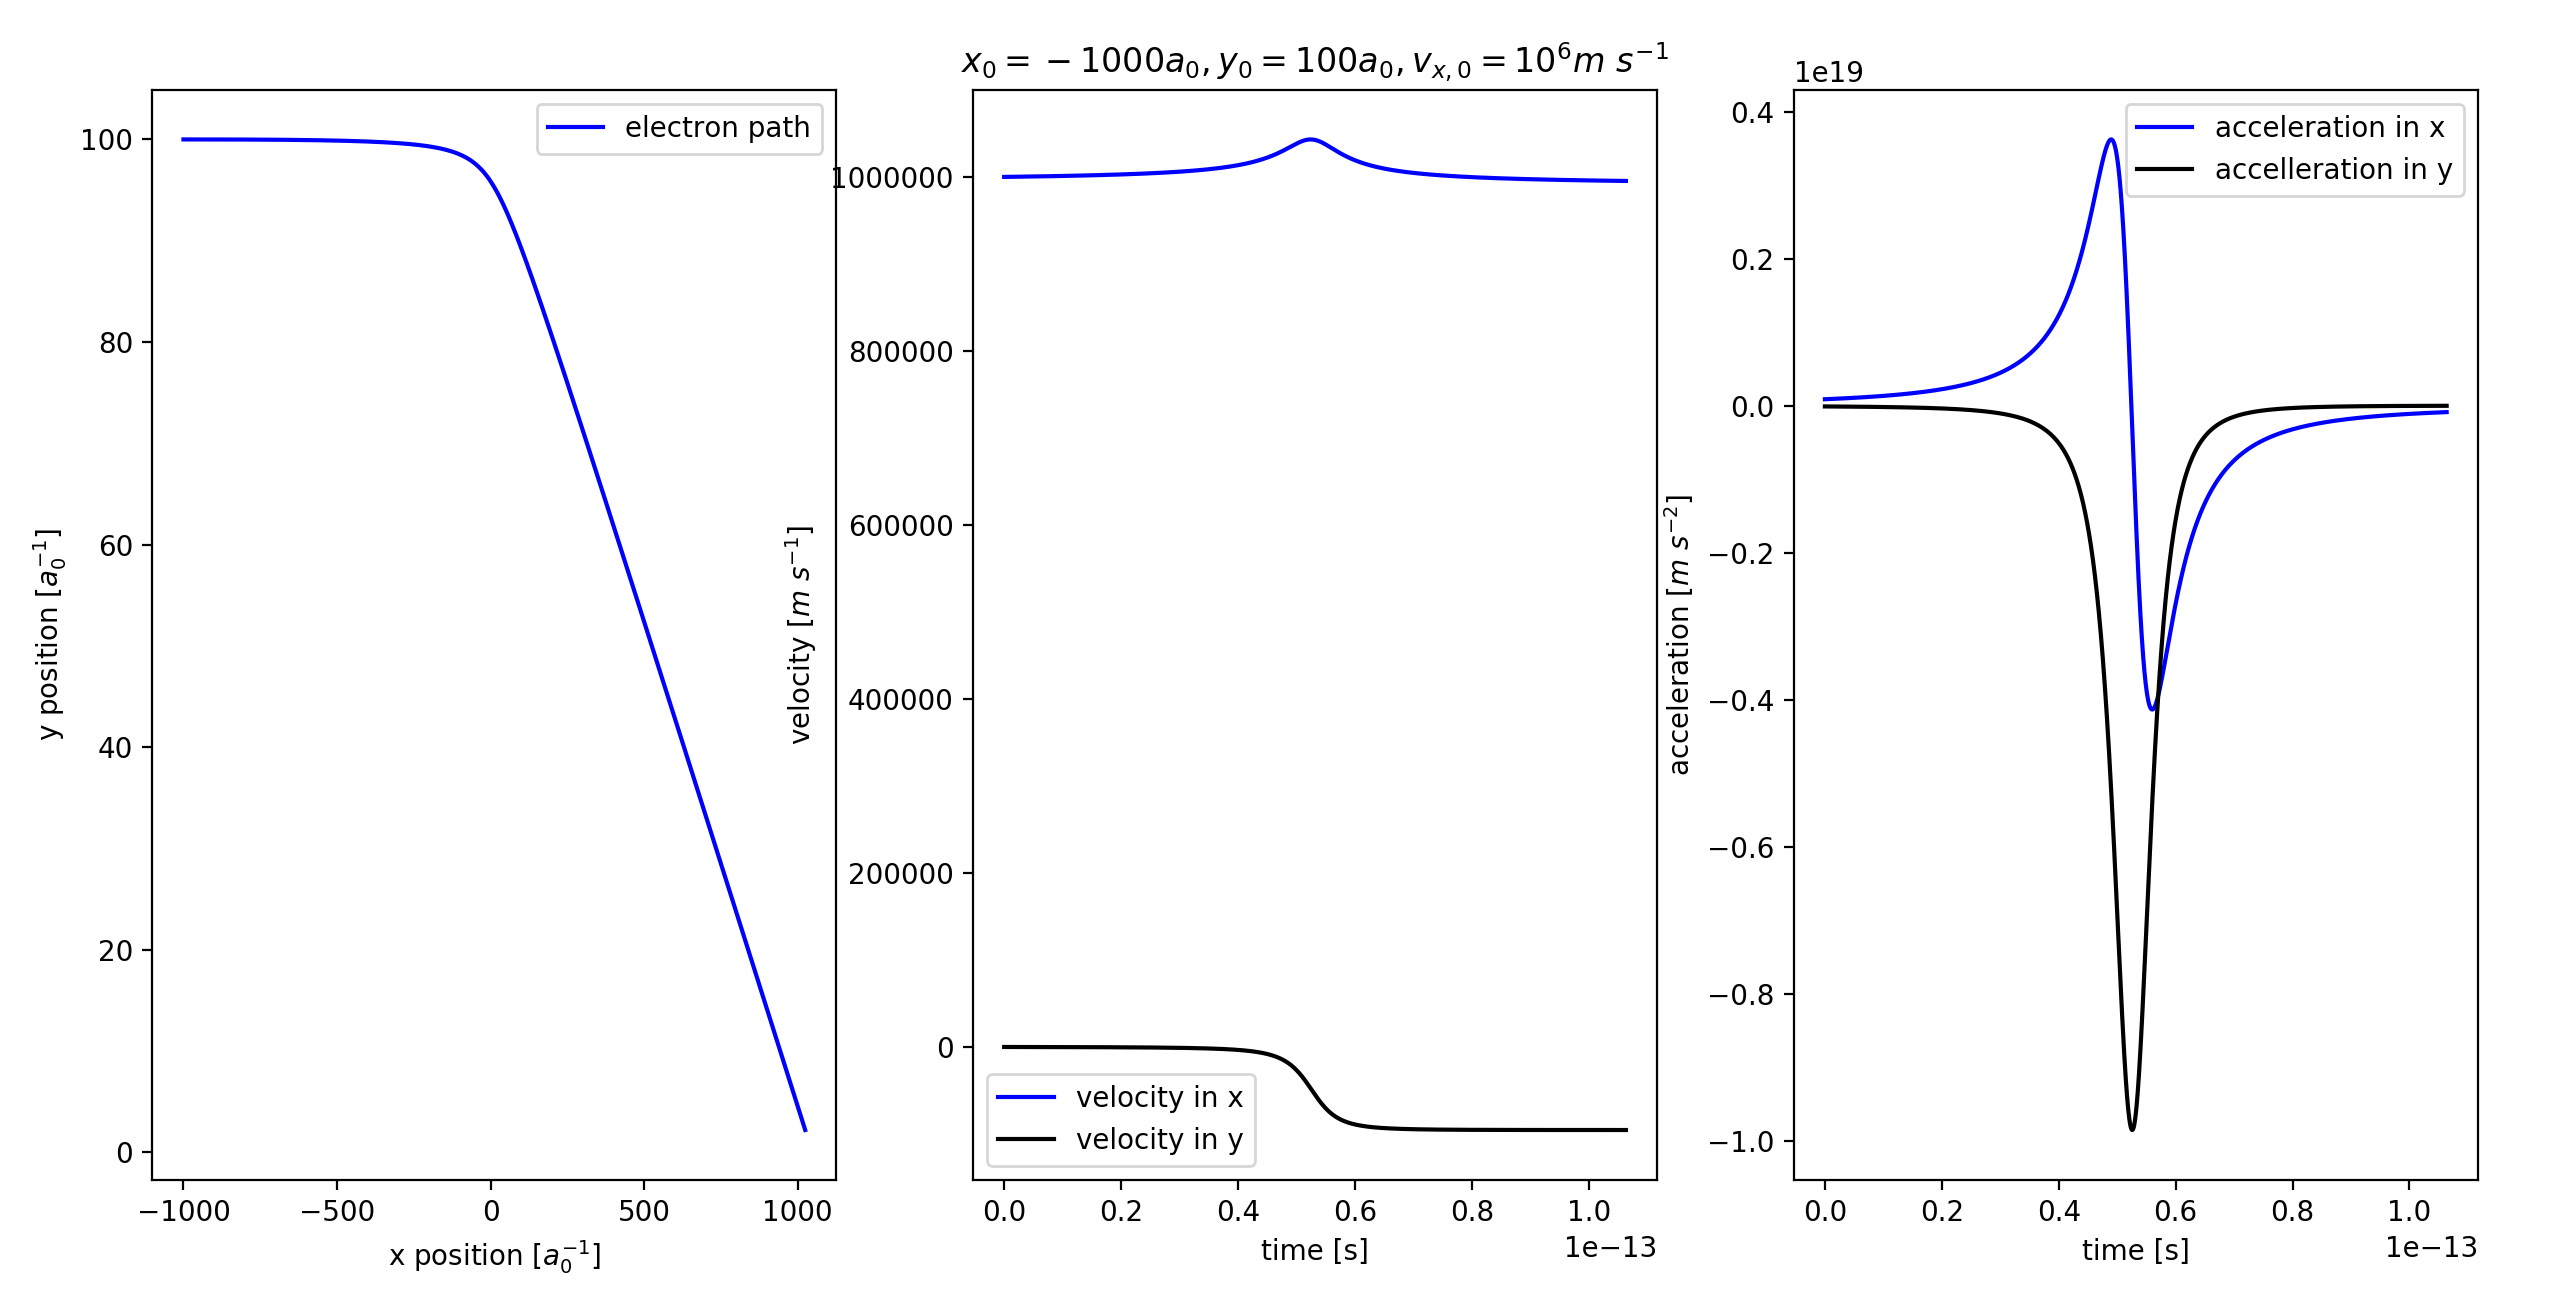 x₀ = − 1000a₀, y₀ = 100a₀, vₓ,₀ = 10⁶m s⁻¹
electron path
100
80
60
40
20
0
y position [a₀⁻¹]
−1000 −500 0 500 1000
x position [a₀⁻¹]
1000000
800000
600000
400000
200000
0
velocity [m s⁻¹]
velocity in x
velocity in y
0.0 0.2 0.4 0.6 0.8 1.0
time [s]
1e−13
1e19
acceleration in x
accelleration in y
0.4
0.2
0.0
−0.2
−0.4
−0.6
−0.8
−1.0
acceleration [m s⁻²]
0.0 0.2 0.4 0.6 0.8 1.0
time [s]
1e−13